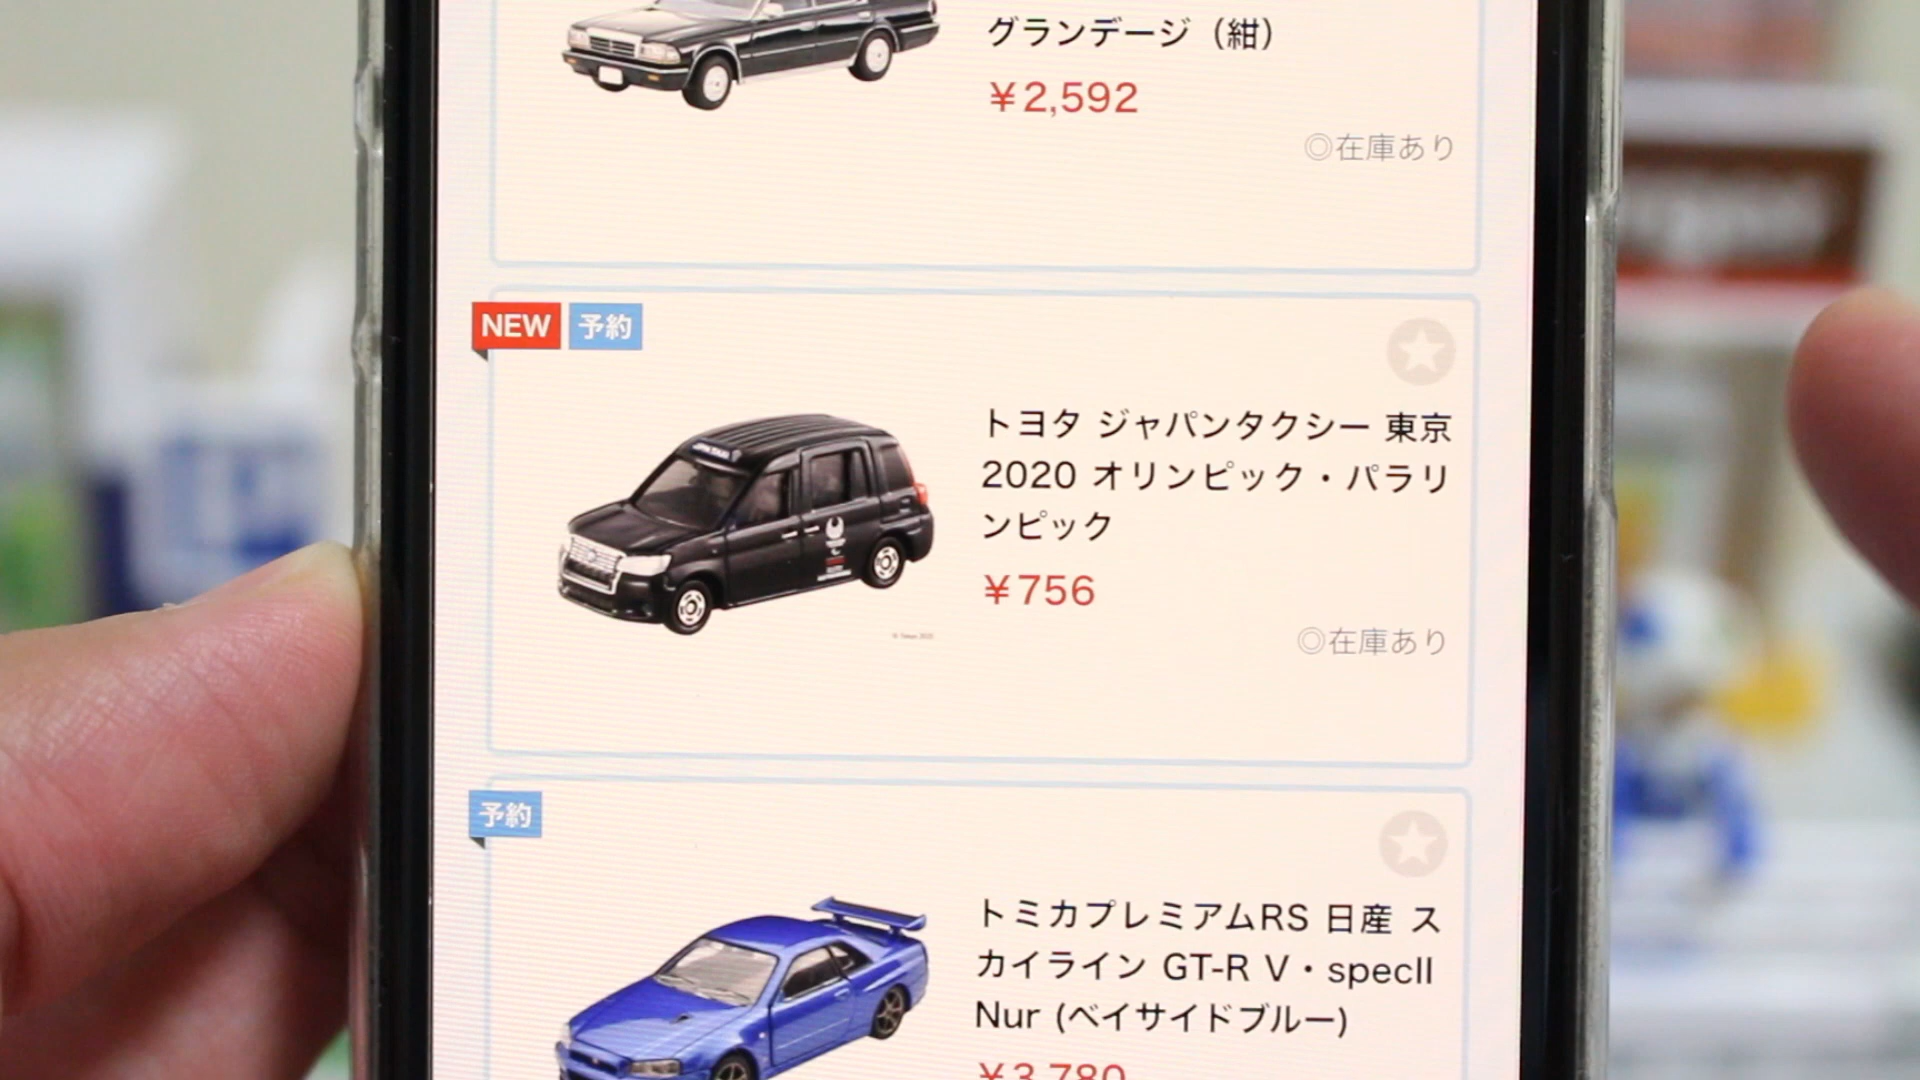 グランデージ（紺）
￥2,592
◎在庫あり
NEW 予約
トヨタ ジャパンタクシー 東京
2020 オリンピック・パラリ
ンピック
￥756
◎在庫あり
予約
トミカプレミアムRS 日産 ス
カイライン GT-R V・specII
Nur (ベイサイドブルー)
￥3,780